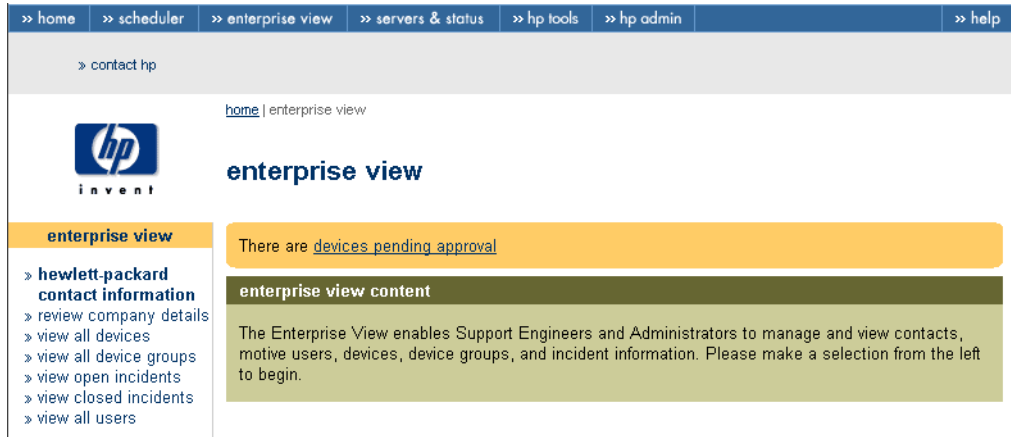 » home » scheduler » enterprise view » servers & status » hp tools » hp admin » help
» contact hp
home | enterprise view
hp
invent
enterprise view
enterprise view
There are devices pending approval
» hewlett-packard
contact information
» review company details
» view all devices
» view all device groups
» view open incidents
» view closed incidents
» view all users
enterprise view content
The Enterprise View enables Support Engineers and Administrators to manage and view contacts,
motive users, devices, device groups, and incident information. Please make a selection from the left
to begin.